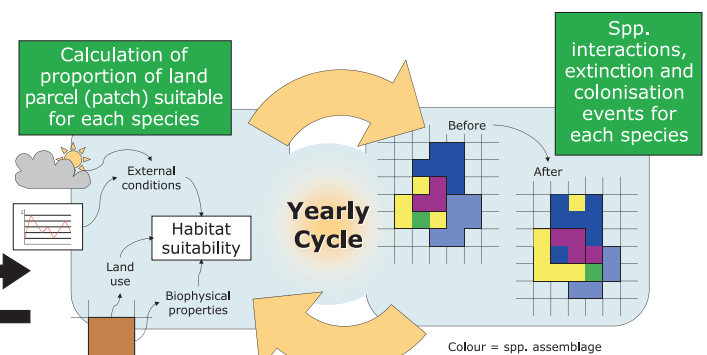 Calculation of
proportion of land
parcel (patch) suitable
for each species
Spp.
interactions,
extinction and
colonisation
events for
each species
External
conditions
Habitat
suitability
Land
use
Biophysical
properties
Yearly
Cycle
Before
After
Colour = spp. assemblage